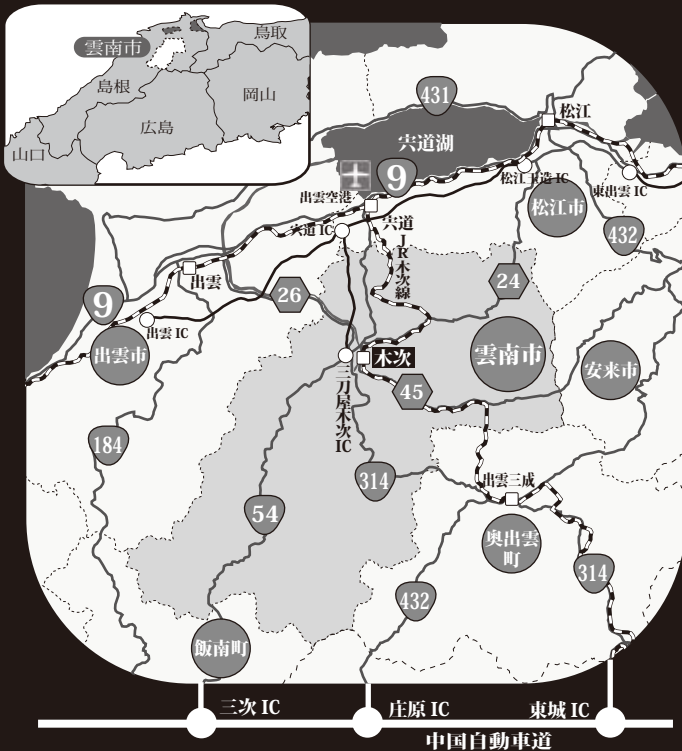 鳥取
雲南市
島根
岡山
広島
山口
431
松江
宍道湖
9
松江玉造IC
東出雲IC
出雲空港
松江市
宍道
宍道IC
432
JR木次線
出雲
26
24
9
出雲IC
出雲市
木次
雲南市
安来市
三刀屋木次IC
45
184
314
出雲三成
54
奥出雲
町
314
432
飯南町
三次IC
庄原IC
東城IC
中国自動車道